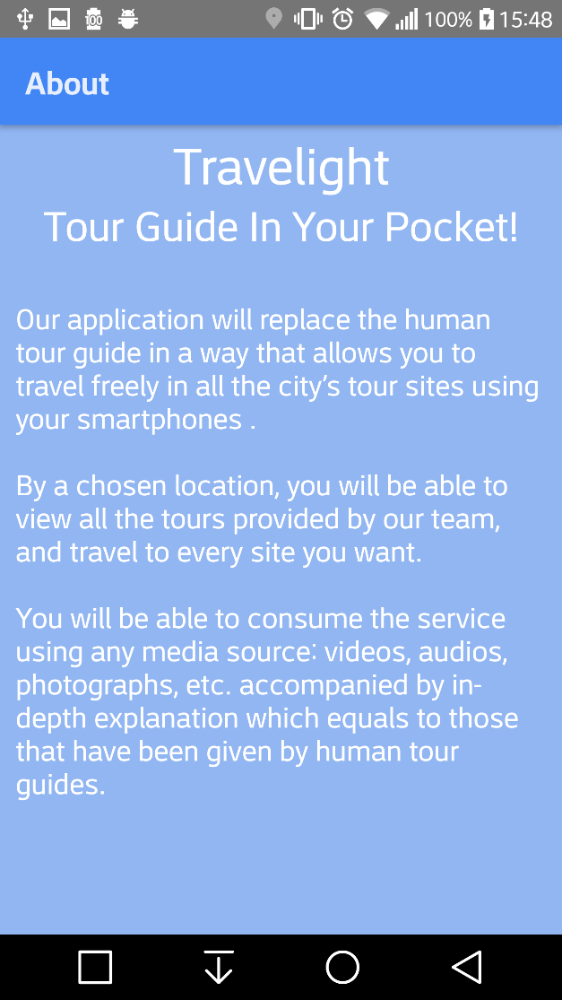 100 100% 15:48
About
Travelight
Tour Guide In Your Pocket!
Our application will replace the human
tour guide in a way that allows you to
travel freely in all the city's tour sites using
your smartphones .
By a chosen location, you will be able to
view all the tours provided by our team,
and travel to every site you want.
You will be able to consume the service
using any media source: videos, audios,
photographs, etc. accompanied by in-
depth explanation which equals to those
that have been given by human tour
guides.